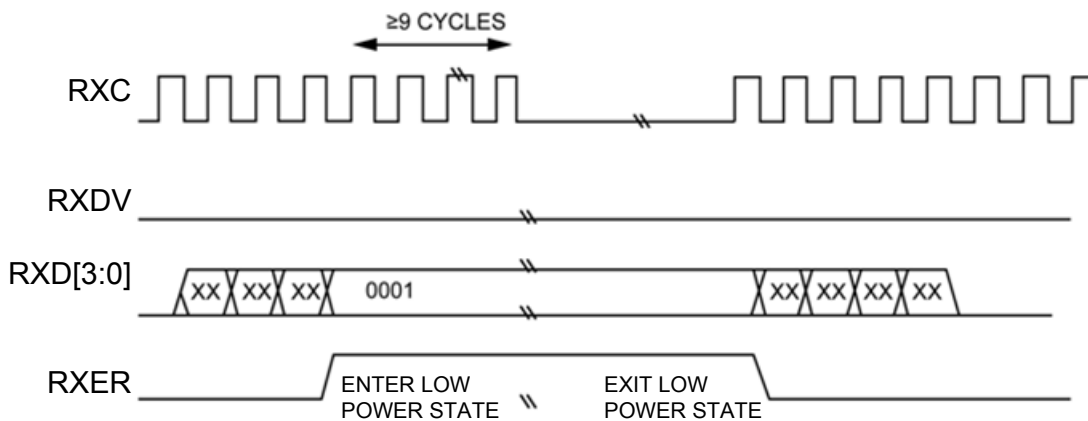 ≥9 CYCLES
RXC
RXDV
RXD[3:0]
XX XX XX 0001 XX XX XX XX
RXER
ENTER LOW
POWER STATE
EXIT LOW
POWER STATE